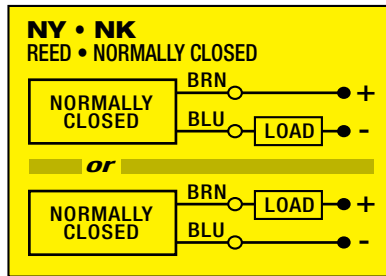 NY • NK
REED • NORMALLY CLOSED
NORMALLY
CLOSED
BRN
+
BLU
LOAD
-
or
NORMALLY
CLOSED
BRN
LOAD
+
BLU
-